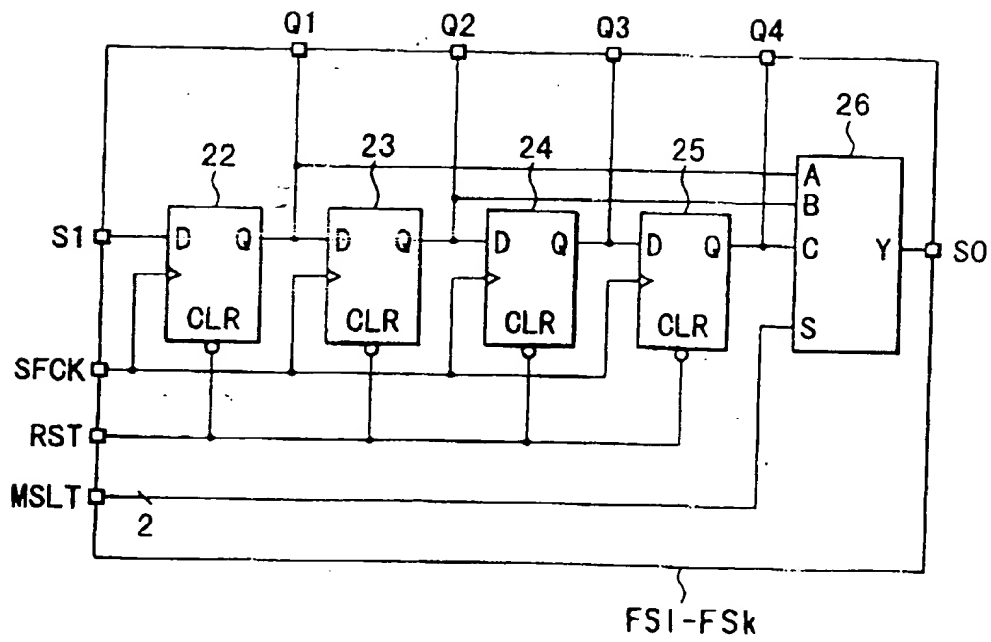 Q1 Q2 Q3 Q4
26
22 23 24 25
A
B
S1 D Q D Q D Q D Q C Y SO
CLR CLR CLR CLR S
SFCK
RST
MSLT
2
FS1-FSk